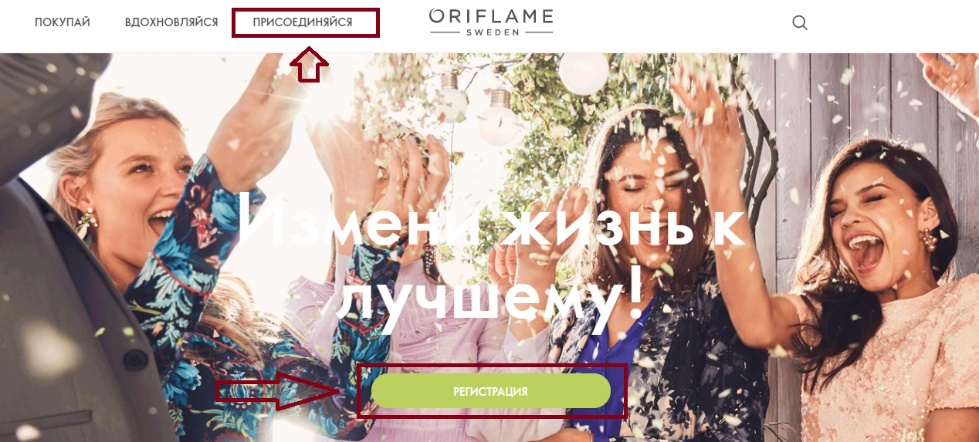 ПОКУПАЙ
ВДОХНОВЛЯЙСЯ
ПРИСОЕДИНЯЙСЯ
ORIFLAME
SWEDEN
Измени жизнь к
лучшему!
РЕГИСТРАЦИЯ